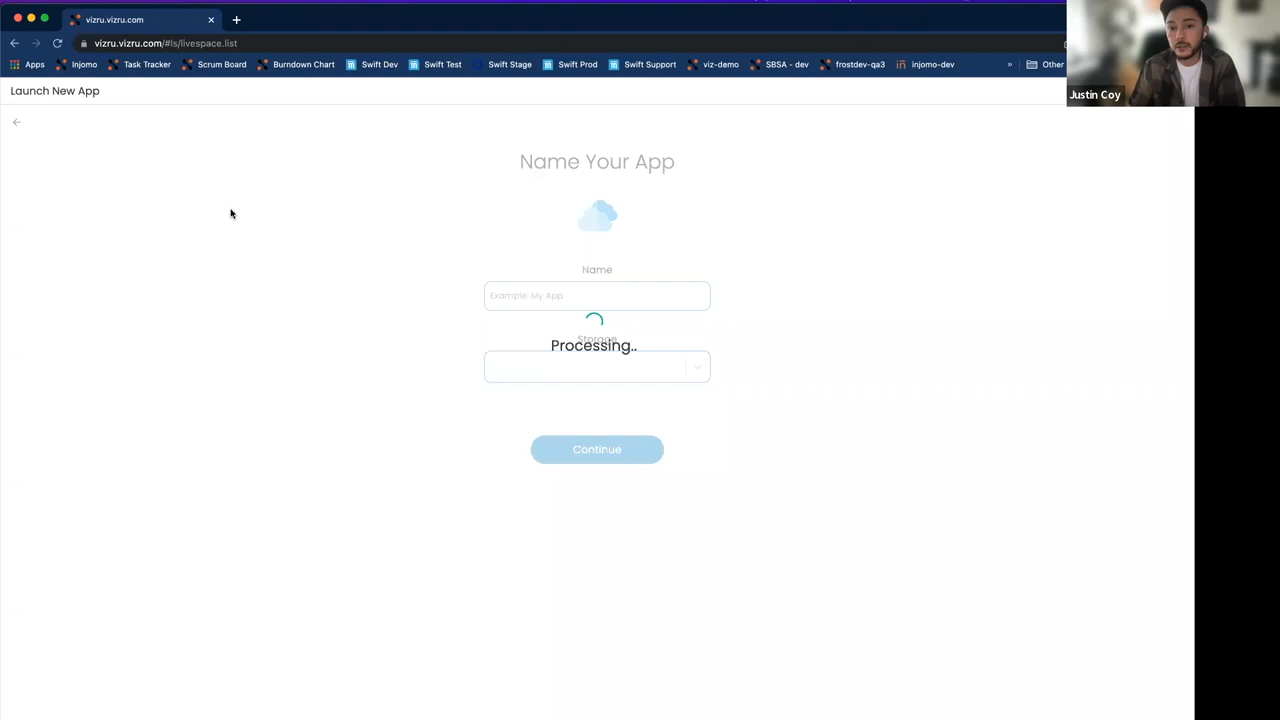 vizru.vizru.com
vizru.vizru.com/#ls/livespace.list
Apps Injomo Task Tracker Scrum Board Burndown Chart Swift Dev Swift Test Swift Stage Swift Prod Swift Support viz-demo SBSA - dev frostdev-qa3 injomo-dev » Other
Justin Coy
Launch New App
Name Your App
Name
Example: My App
Storage
Processing..
Continue